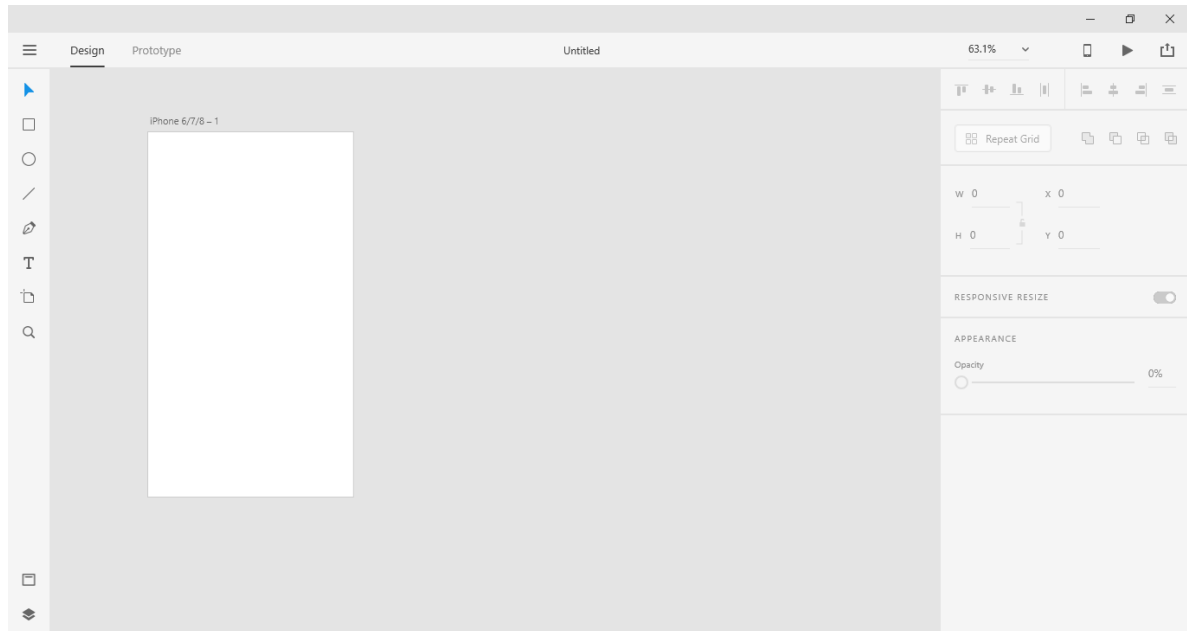 Design Prototype Untitled 63.1%
iPhone 6/7/8 – 1
T
Repeat Grid
W 0 X 0
H 0 Y 0
RESPONSIVE RESIZE
APPEARANCE
Opacity
0%